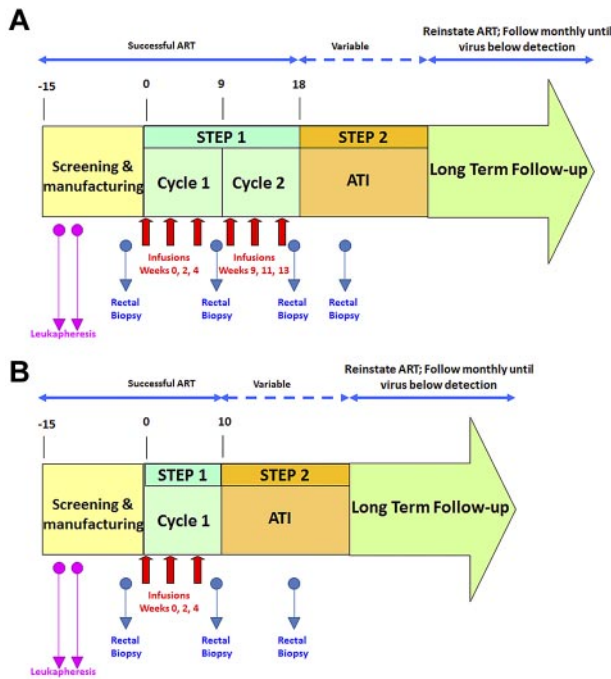 A
Successful ART
Variable
Reinstate ART; Follow monthly until
virus below detection
-15
0
9
18
Screening &
manufacturing
STEP 1
Cycle 1
Cycle 2
STEP 2
ATI
Long Term Follow-up
Infusions
Weeks 0, 2, 4
Infusions
Weeks 9, 11, 13
Leukapheresis
Rectal
Biopsy
Rectal
Biopsy
Rectal
Biopsy
Rectal
Biopsy
B
Successful ART
Variable
Reinstate ART; Follow monthly until
virus below detection
-15
0
10
Screening &
manufacturing
STEP 1
Cycle 1
STEP 2
ATI
Long Term Follow-up
Infusions
Weeks 0, 2, 4
Leukapheresis
Rectal
Biopsy
Rectal
Biopsy
Rectal
Biopsy